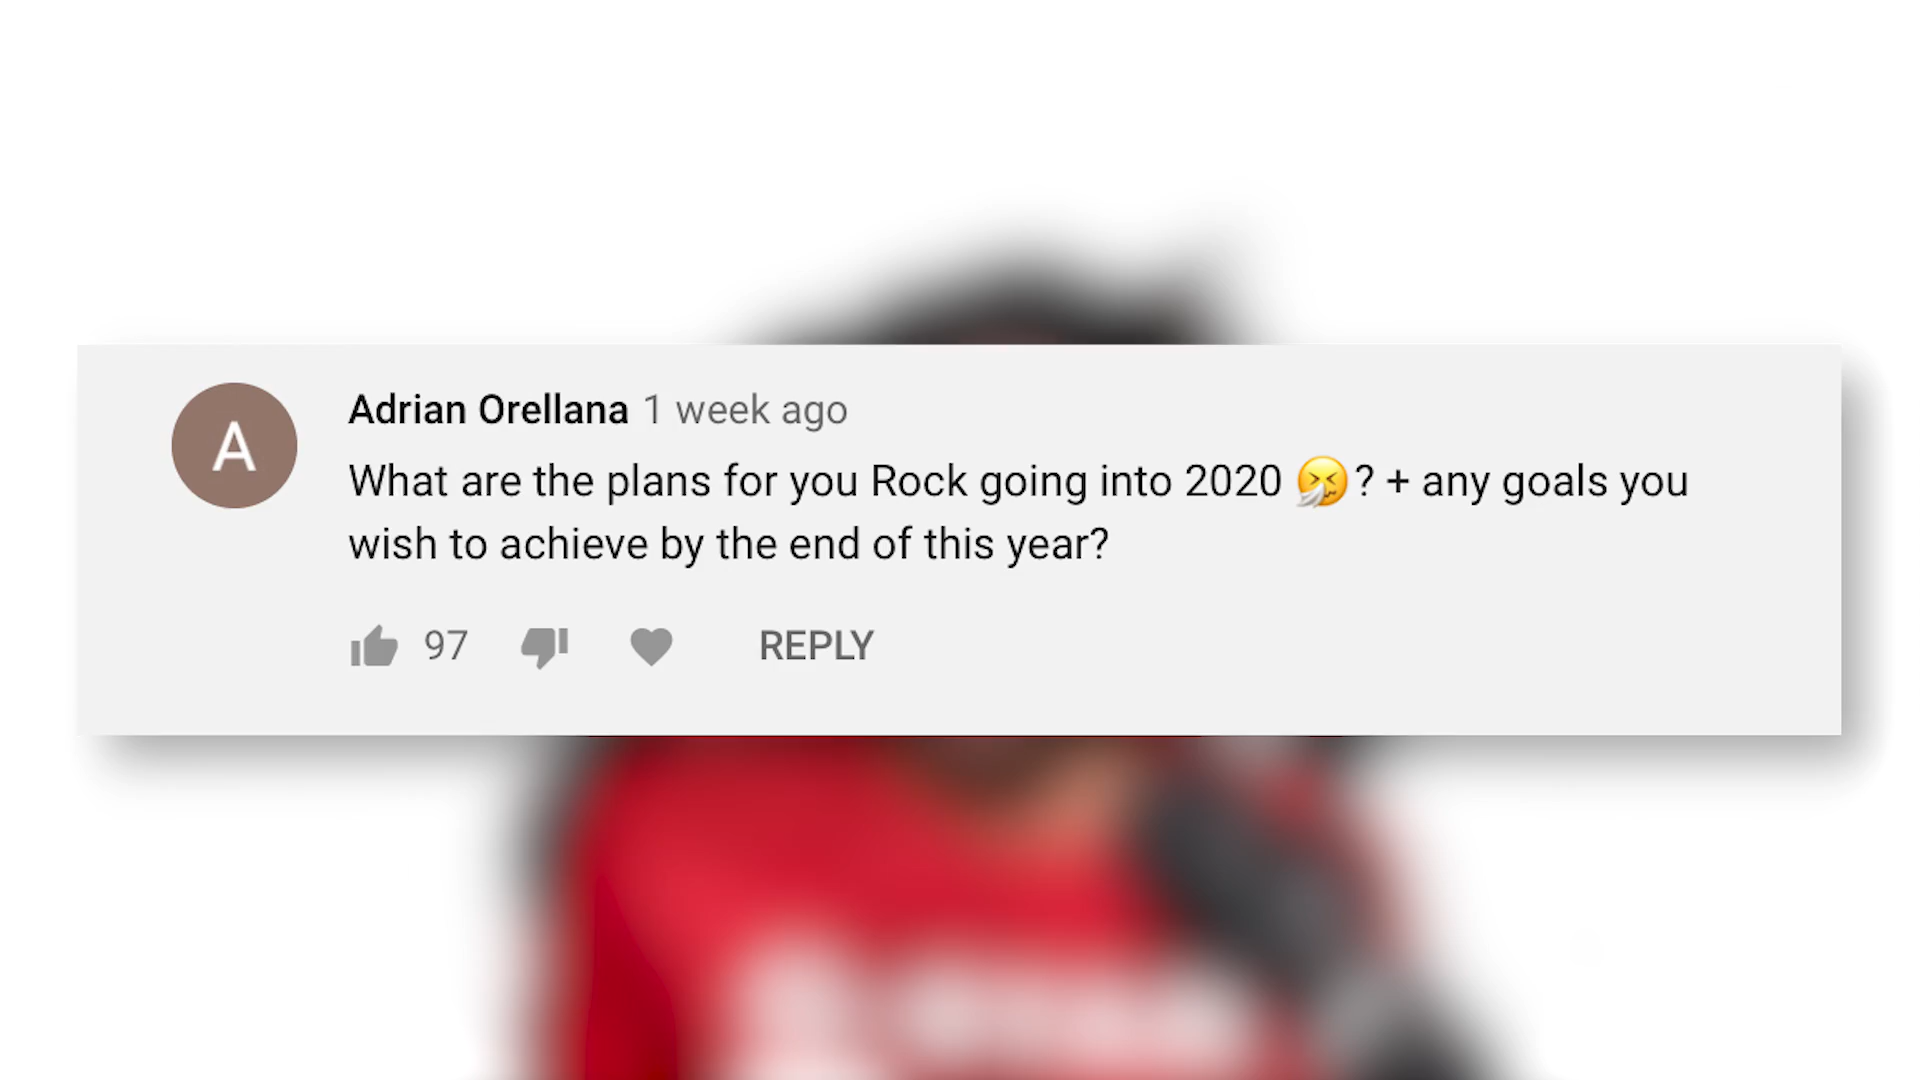 A
Adrian Orellana 1 week ago
What are the plans for you Rock going into 2020 🤧? + any goals you
wish to achieve by the end of this year?
97
REPLY